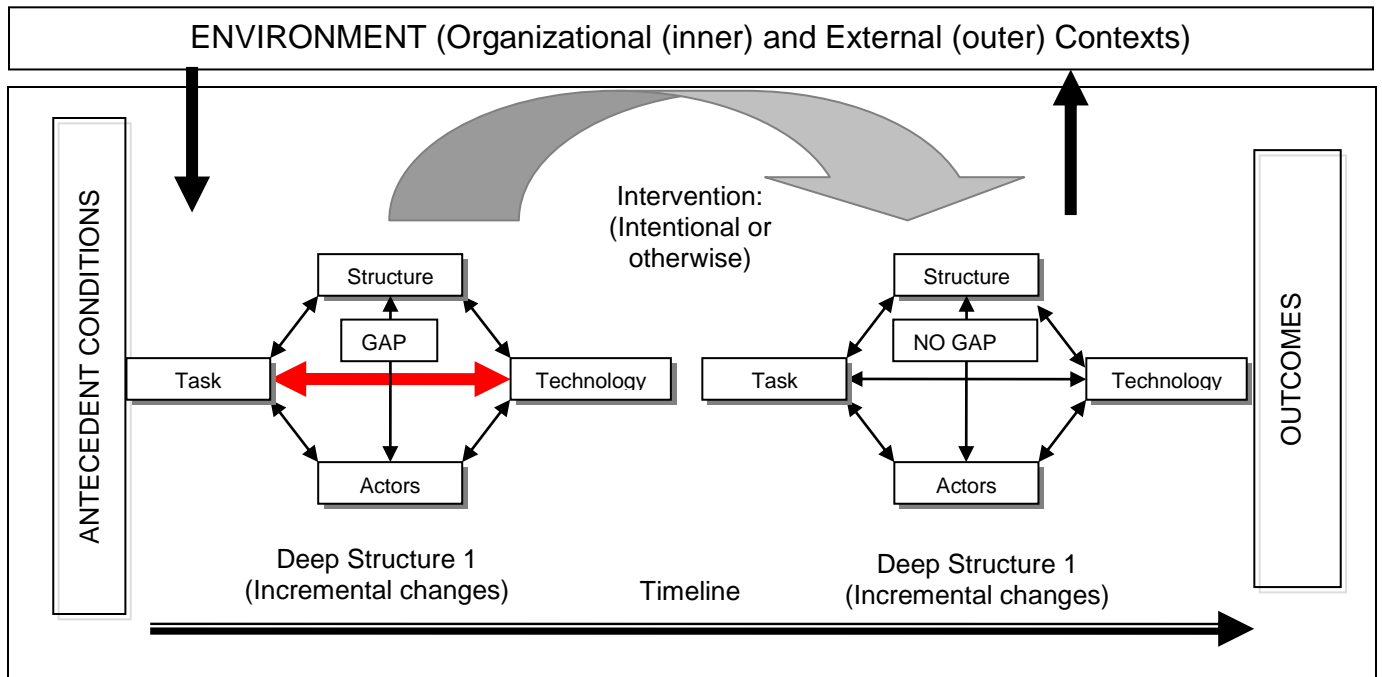 ENVIRONMENT (Organizational (inner) and External (outer) Contexts)
ANTECEDENT CONDITIONS
Intervention:
(Intentional or
otherwise)
Structure
GAP
Task
Technology
Actors
Deep Structure 1
(Incremental changes)
Structure
NO GAP
Task
Technology
Actors
Deep Structure 1
(Incremental changes)
Timeline
OUTCOMES